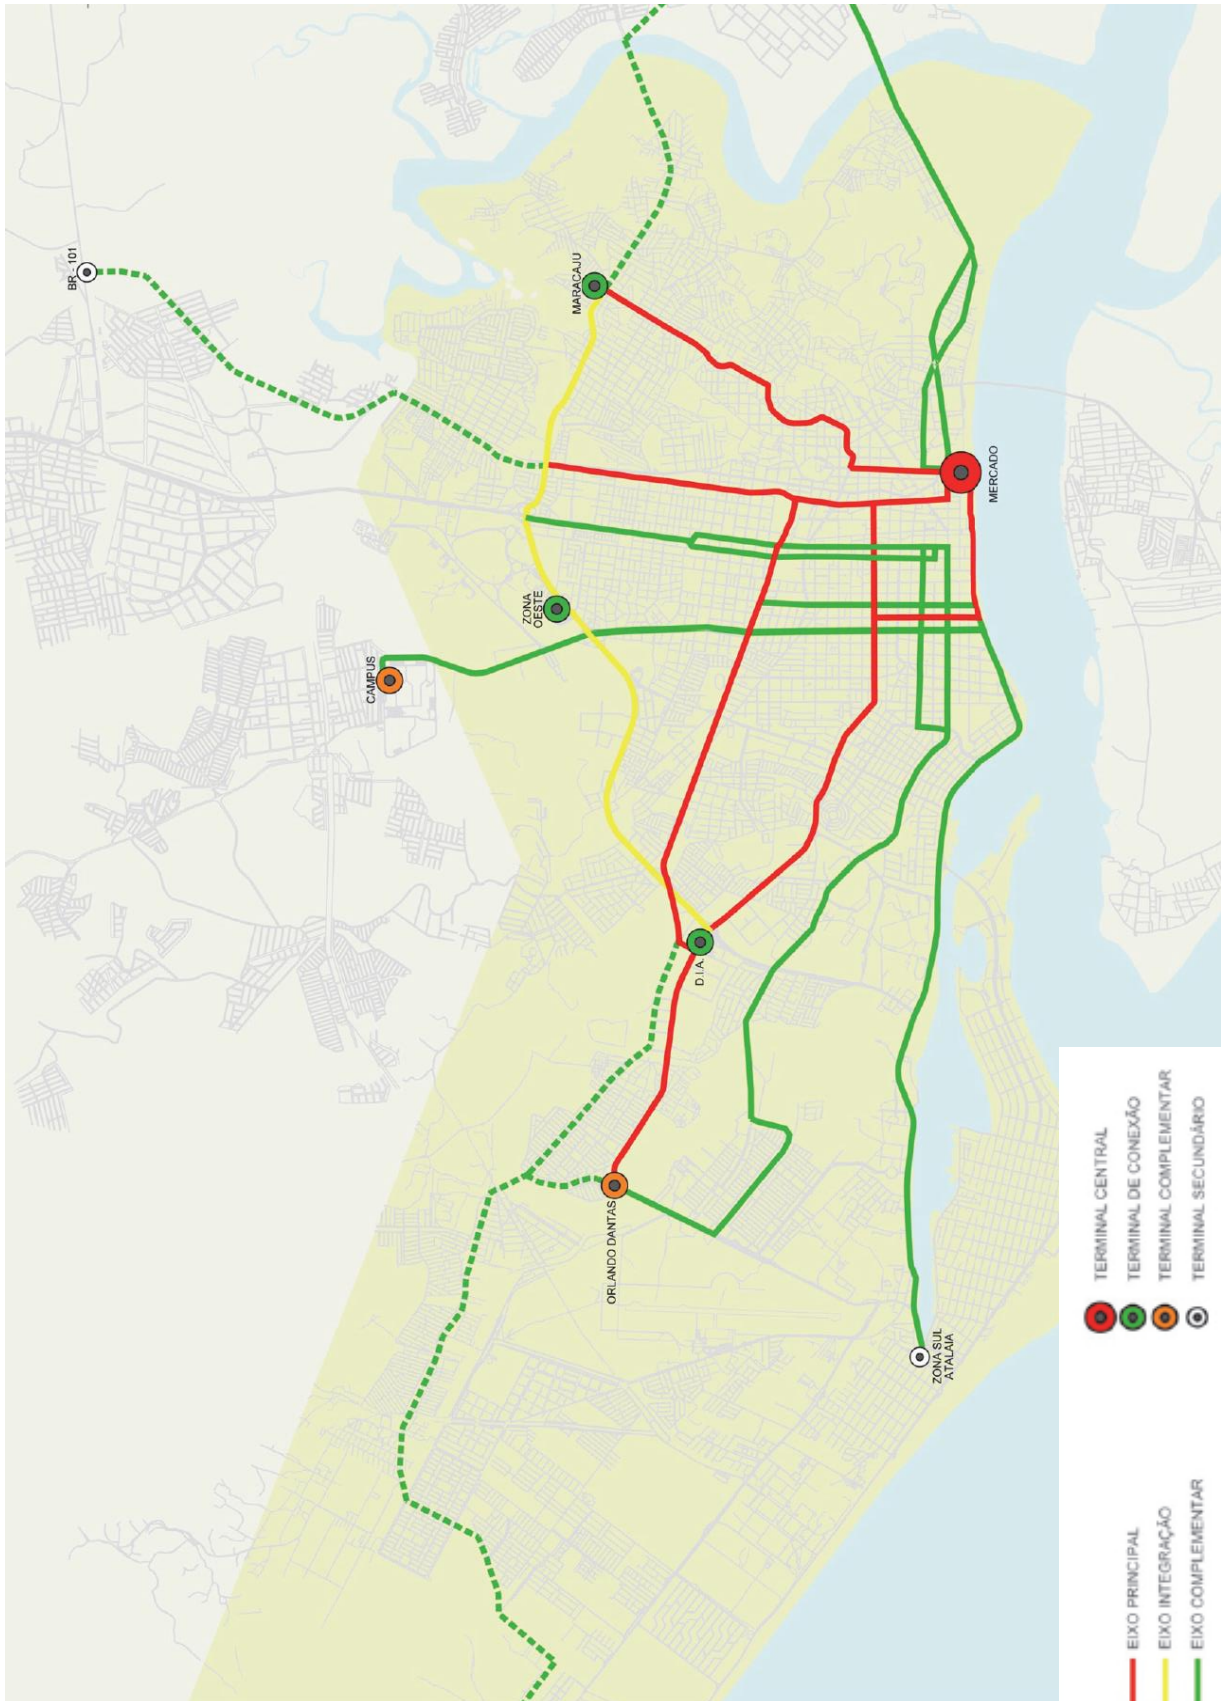 BR - 101
MARACAJU
ZONA
OESTE
CAMPUS
MERCADO
D.I.A.
ORLANDO DANTAS
ZONA SUL
ATALAIA
TERMINAL CENTRAL
TERMINAL DE CONEXÃO
TERMINAL COMPLEMENTAR
TERMINAL SECUNDÁRIO
EIXO PRINCIPAL
EIXO INTEGRAÇÃO
EIXO COMPLEMENTAR